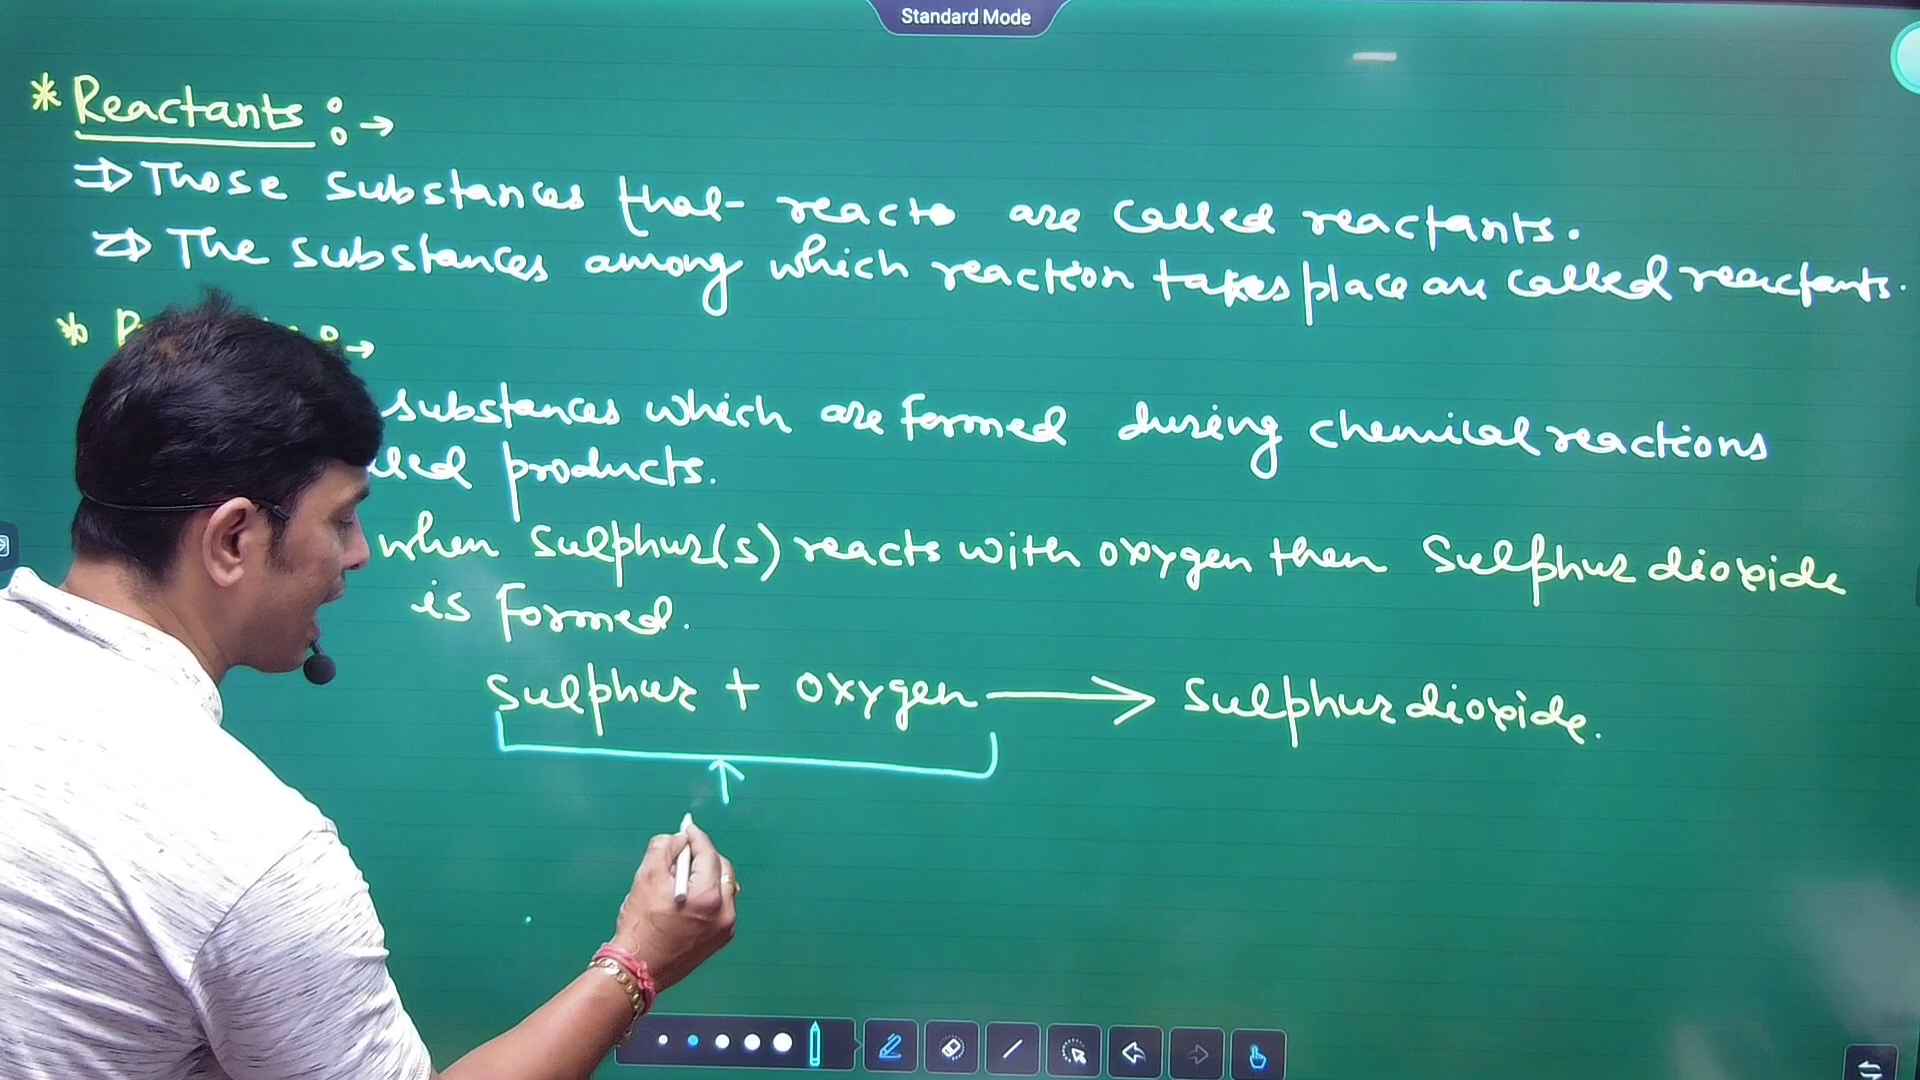 Standard Mode
* Reactants :→
⇒ Those substances that reacts are called reactants.
⇒ The substances among which reaction takes place are called reactants.
* :→
substances which are formed during chemical reactions
products.
when sulphur(s) reacts with oxygen then sulphur dioxide
is formed.
sulphur + oxygen → sulphur dioxide.